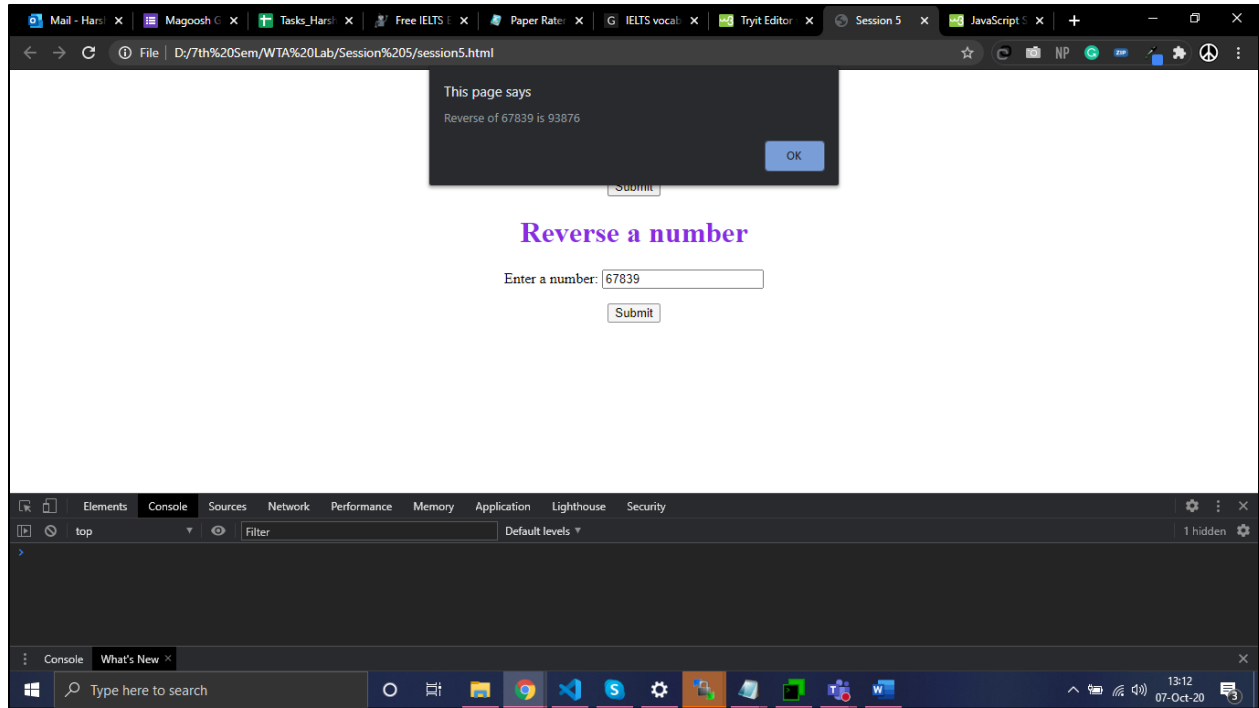 Mail - Harsl
Magoosh G
Tasks_Harsh
Free IELTS E
Paper Rater
G IELTS vocab
Tryit Editor
Session 5
JavaScript S
File | D:/7th%20Sem/WTA%20Lab/Session%205/session5.html
NP
ZIP
This page says
Reverse of 67839 is 93876
OK
Submit
Reverse a number
Enter a number: 67839
Submit
Elements Console Sources Network Performance Memory Application Lighthouse Security
top Filter Default levels 1 hidden
Console What's New
Type here to search
13:12
07-Oct-20
3